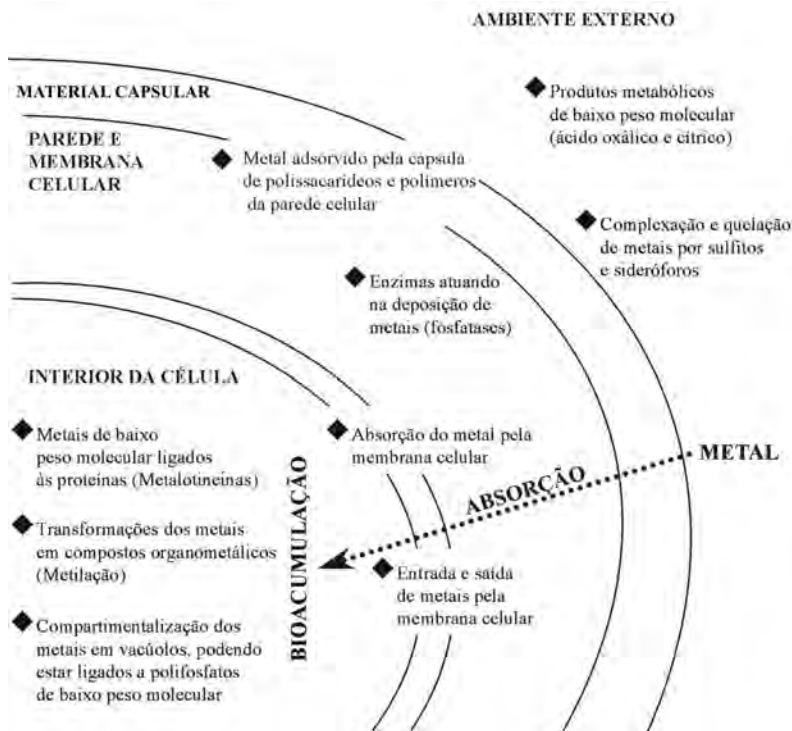 AMBIENTE EXTERNO
MATERIAL CAPSULAR
PAREDE E
MEMBRANA
CELULAR
Produtos metabólicos
de baixo peso molecular
(ácido oxálico e cítrico)
Metal adsorvido pela capsula
de polissacarídeos e polímeros
da parede celular
Complexação e quelação
de metais por sulfitos
e sideróforos
Enzimas atuando
na deposição de
metais (fosfatases)
INTERIOR DA CÉLULA
Metais de baixo
peso molecular ligados
às proteínas (Metalotineinas)
Transformações dos metais
em compostos organometálicos
(Metilação)
Compartimentalização dos
metais em vacúolos, podendo
estar ligados a polifosfatos
de baixo peso molecular
BIOACUMULAÇÃO
Absorção do metal pela
membrana celular
ABSORÇÃO
METAL
Entrada e saída
de metais pela
membrana celular